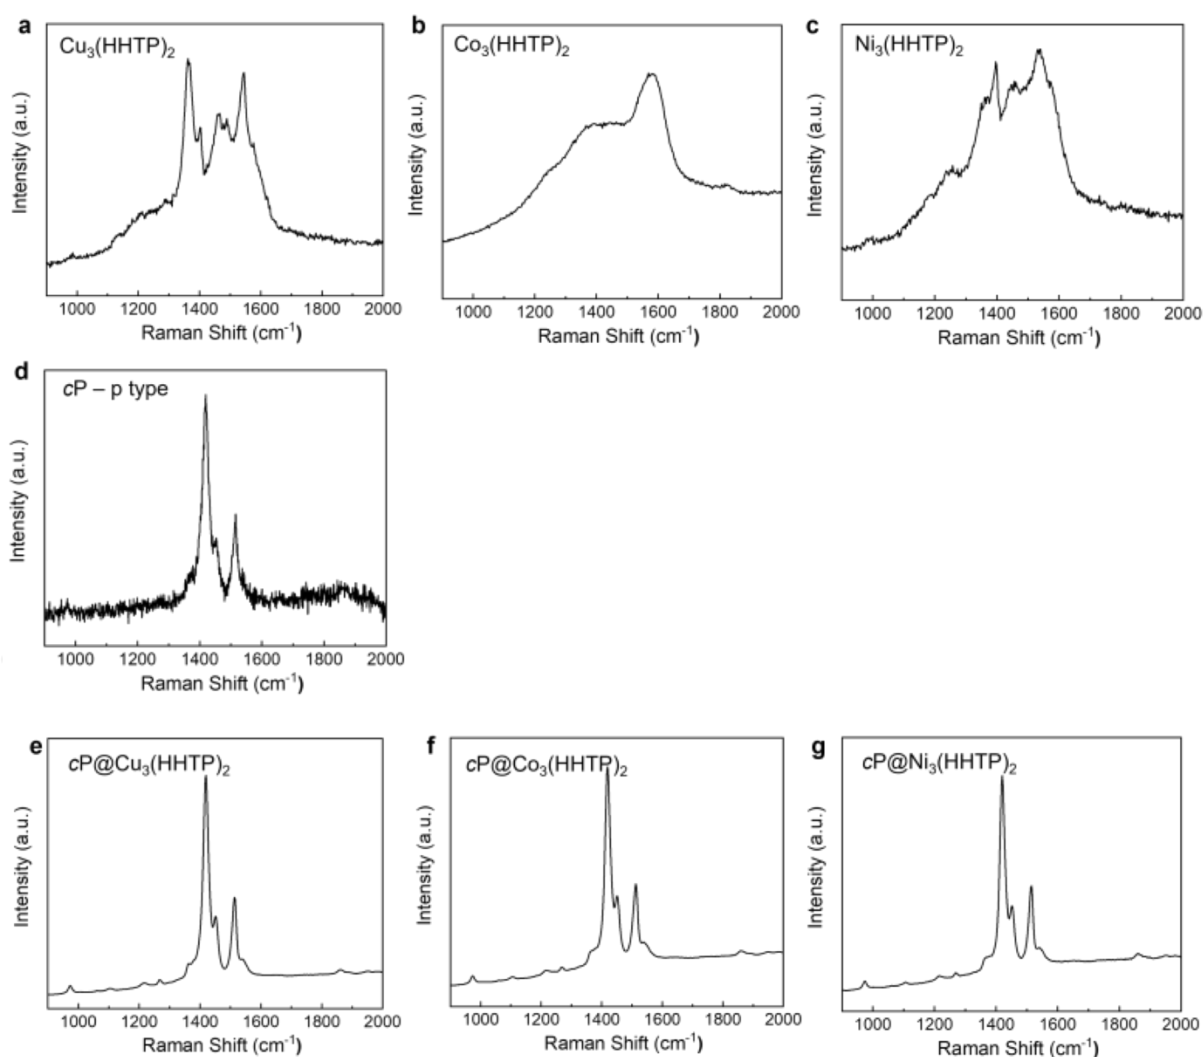 a
Cu₃(HHTP)₂
Intensity (a.u.)
1000 1200 1400 1600 1800 2000
Raman Shift (cm⁻¹)
b
Co₃(HHTP)₂
Intensity (a.u.)
1000 1200 1400 1600 1800 2000
Raman Shift (cm⁻¹)
c
Ni₃(HHTP)₂
Intensity (a.u.)
1000 1200 1400 1600 1800 2000
Raman Shift (cm⁻¹)
d
cP – p type
Intensity (a.u.)
1000 1200 1400 1600 1800 2000
Raman Shift (cm⁻¹)
e
cP@Cu₃(HHTP)₂
Intensity (a.u.)
1000 1200 1400 1600 1800 2000
Raman Shift (cm⁻¹)
f
cP@Co₃(HHTP)₂
Intensity (a.u.)
1000 1200 1400 1600 1800 2000
Raman Shift (cm⁻¹)
g
cP@Ni₃(HHTP)₂
Intensity (a.u.)
1000 1200 1400 1600 1800 2000
Raman Shift (cm⁻¹)